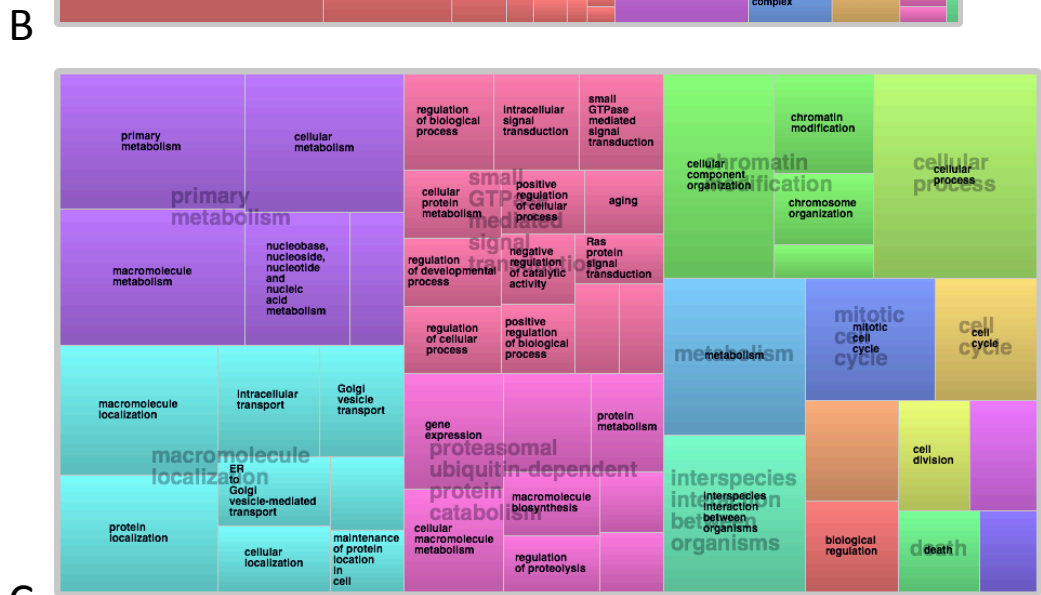 complex
B
primary
metabolism
cellular
metabolism
primary
metabolism
macromolecule
metabolism
nucleobase,
nucleoside,
nucleotide
and
nucleic
acid
metabolism
regulation
of biological
process
intracellular
signal
transduction
small
GTPase
mediated
signal
transduction
cellular
protein
metabolism
positive
regulation
of cellular
process
aging
small
GTPase
mediated
signal
transduction
regulation
of developmental
process
negative
regulation
of catalytic
activity
Ras
protein
signal
transduction
regulation
of cellular
process
positive
regulation
of biological
process
cellular
component
organization
chromatin
modification
chromatin
modification
chromosome
organization
cellular
process
cellular
process
macromolecule
localization
intracellular
transport
Golgi
vesicle
transport
macromolecule
localization
protein
localization
ER
to
Golgi
vesicle-mediated
transport
cellular
localization
maintenance
of protein
location
in
cell
gene
expression
protein
metabolism
proteasomal
ubiquitin-dependent
protein
catabolism
macromolecule
biosynthesis
cellular
macromolecule
metabolism
regulation
of proteolysis
metabolism
metabolism
mitotic
cell
cycle
mitotic
cell
cycle
cell
cycle
cell
cycle
interspecies
interaction
between
organisms
interspecies
interaction
between
organisms
cell
division
biological
regulation
death
death